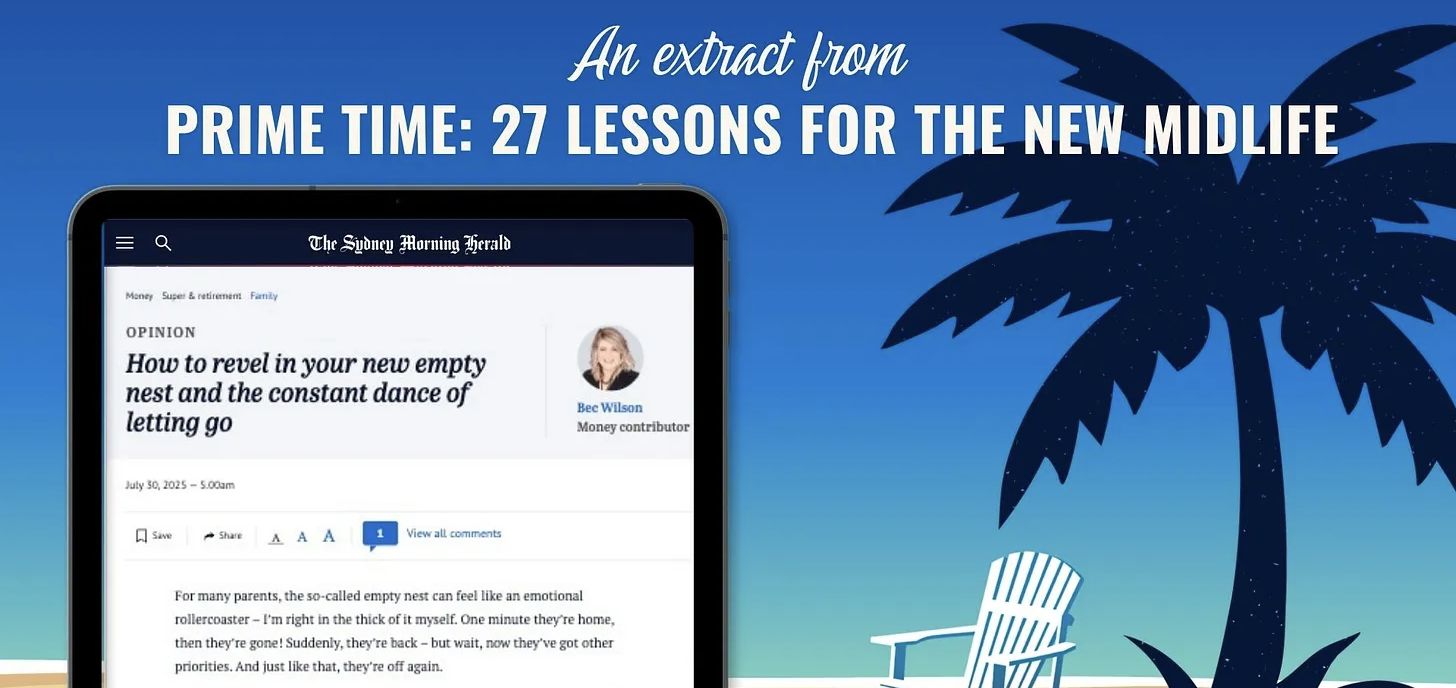 An extract from
PRIME TIME: 27 LESSONS FOR THE NEW MIDLIFE
The Sydney Morning Herald
Money Super & retirement Family
OPINION
How to revel in your new empty
nest and the constant dance of
letting go
Bec Wilson
Money contributor
July 30, 2025 — 5.00am
Save Share A A A 1 View all comments
For many parents, the so-called empty nest can feel like an emotional
rollercoaster – I'm right in the thick of it myself. One minute they're home,
then they're gone! Suddenly, they're back – but wait, now they've got other
priorities. And just like that, they're off again.